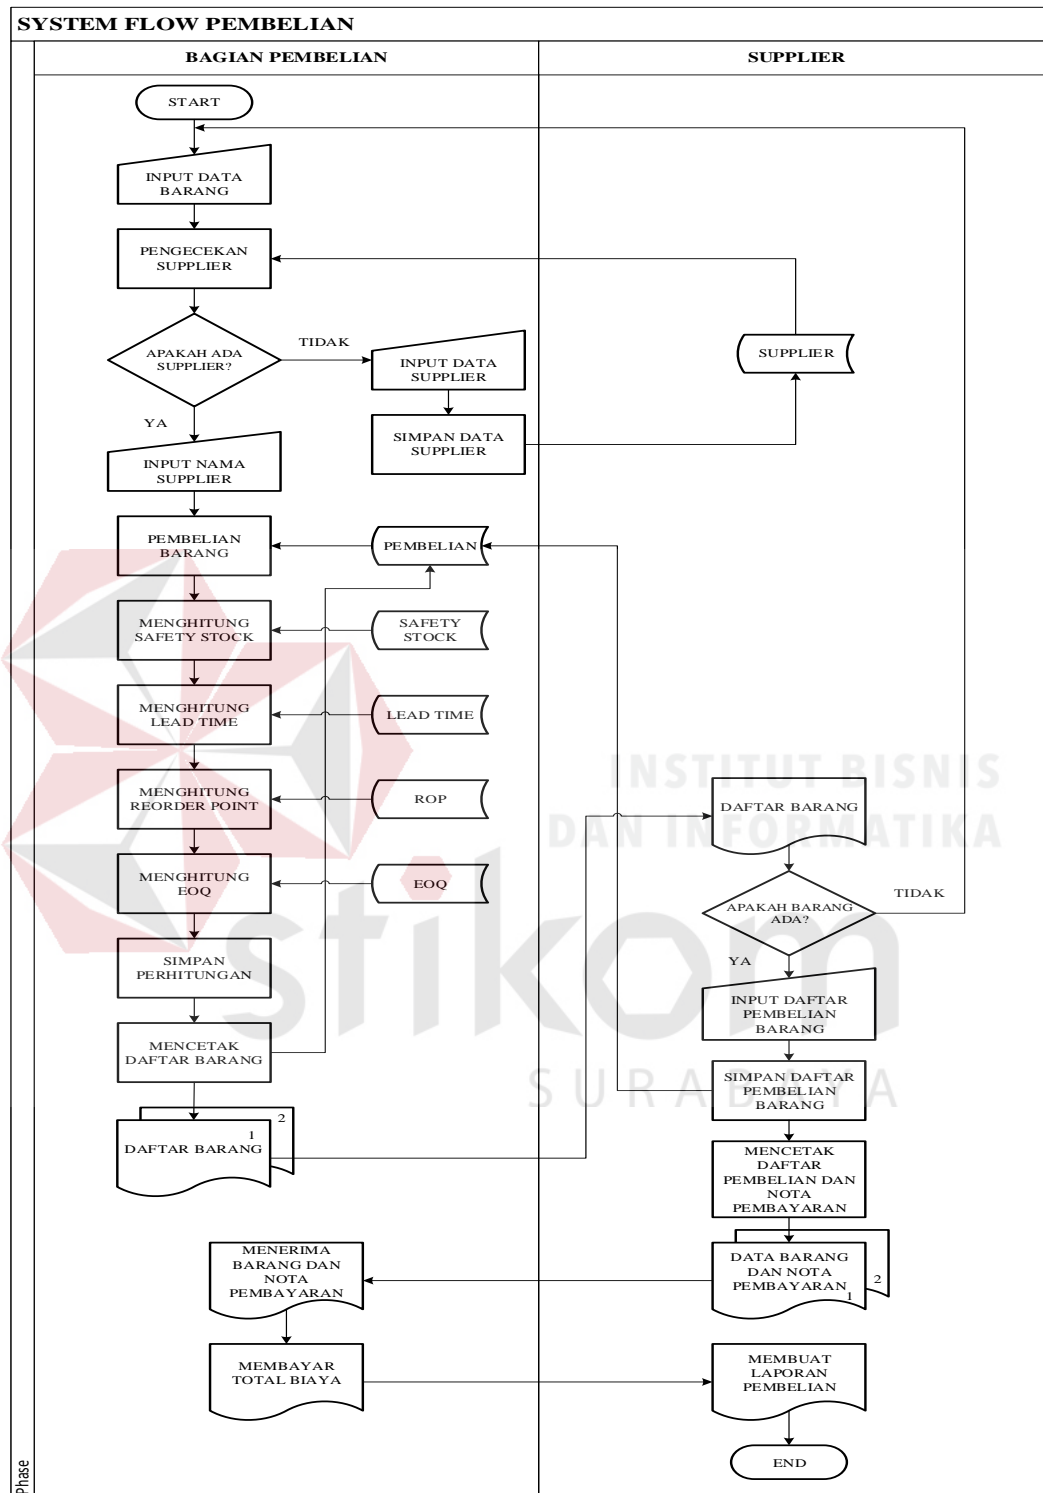 SYSTEM FLOW PEMBELIAN
BAGIAN PEMBELIAN
SUPPLIER
START
INPUT DATA
BARANG
PENGECEKAN
SUPPLIER
APAKAH ADA
SUPPLIER?
TIDAK
INPUT DATA
SUPPLIER
SUPPLIER
YA
SIMPAN DATA
SUPPLIER
INPUT NAMA
SUPPLIER
PEMBELIAN
BARANG
PEMBELIAN
MENGHITUNG
SAFETY STOCK
SAFETY
STOCK
MENGHITUNG
LEAD TIME
LEAD TIME
MENGHITUNG
REORDER POINT
ROP
MENGHITUNG
EOQ
EOQ
SIMPAN
PERHITUNGAN
MENCETAK
DAFTAR BARANG
DAFTAR BARANG
1
2
INSTITUT BISNIS
DAN INFORMATIKA
stikom
SURABAYA
DAFTAR BARANG
APAKAH BARANG
ADA?
TIDAK
YA
INPUT DAFTAR
PEMBELIAN
BARANG
SIMPAN DAFTAR
PEMBELIAN
BARANG
MENCETAK
DAFTAR
PEMBELIAN DAN
NOTA
PEMBAYARAN
DATA BARANG
DAN NOTA
PEMBAYARAN
1
2
MENERIMA
BARANG DAN
NOTA
PEMBAYARAN
MEMBAYAR
TOTAL BIAYA
MEMBUAT
LAPORAN
PEMBELIAN
END
Phase